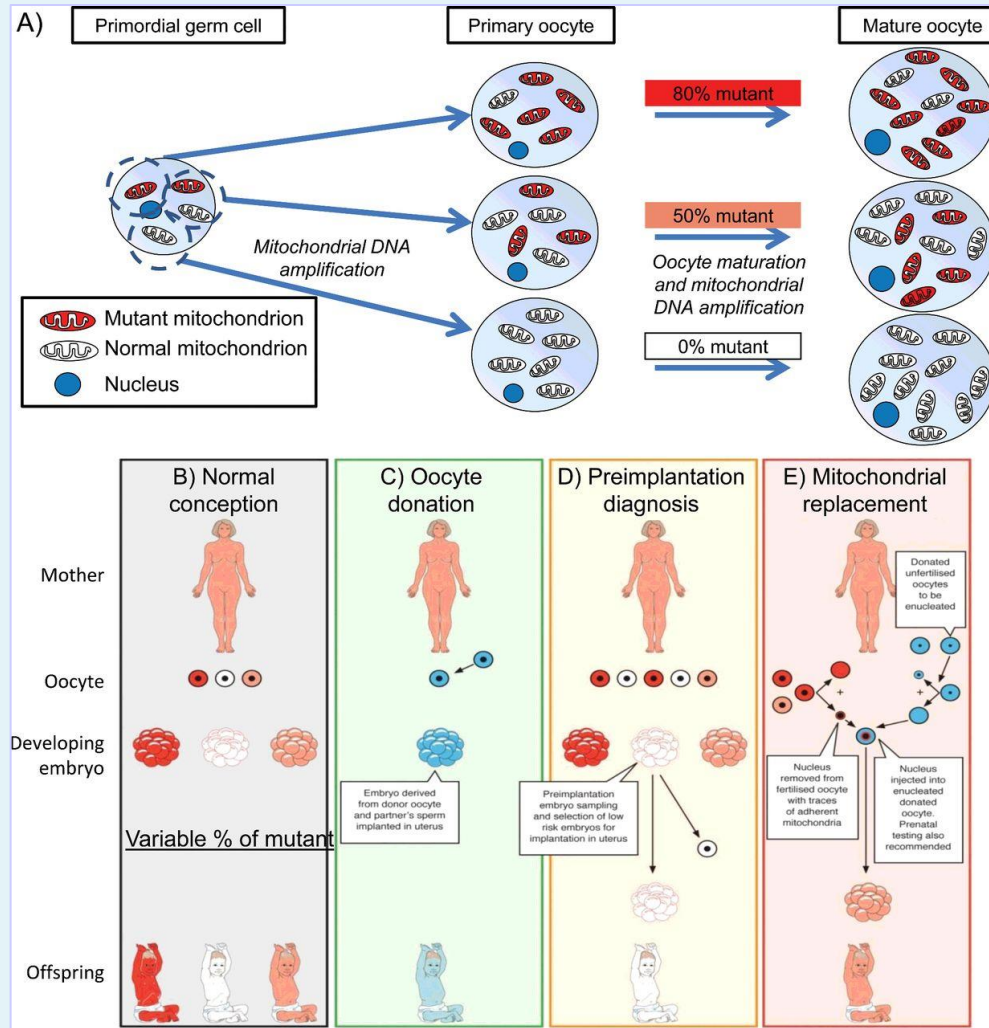 A)
Primordial germ cell
Primary oocyte
Mature oocyte
80% mutant
50% mutant
0% mutant
Mitochondrial DNA
amplification
Oocyte maturation
and mitochondrial
DNA amplification
Mutant mitochondrion
Normal mitochondrion
Nucleus
B) Normal
conception
C) Oocyte
donation
D) Preimplantation
diagnosis
E) Mitochondrial
replacement
Mother
Donated
unfertilised
oocytes
to be
enucleated
Oocyte
+
+
Developing
embryo
Embryo derived
from donor oocyte
and partner's sperm
implanted in uterus
Preimplantation
embryo sampling
and selection of low
risk embryos for
implantation in uterus
Nucleus
removed from
fertilised oocyte
with traces
of adherent
mitochondria
Nucleus
injected into
enucleated
donated
oocyte.
Prenatal
testing also
recommended
Variable % of mutant
Offspring